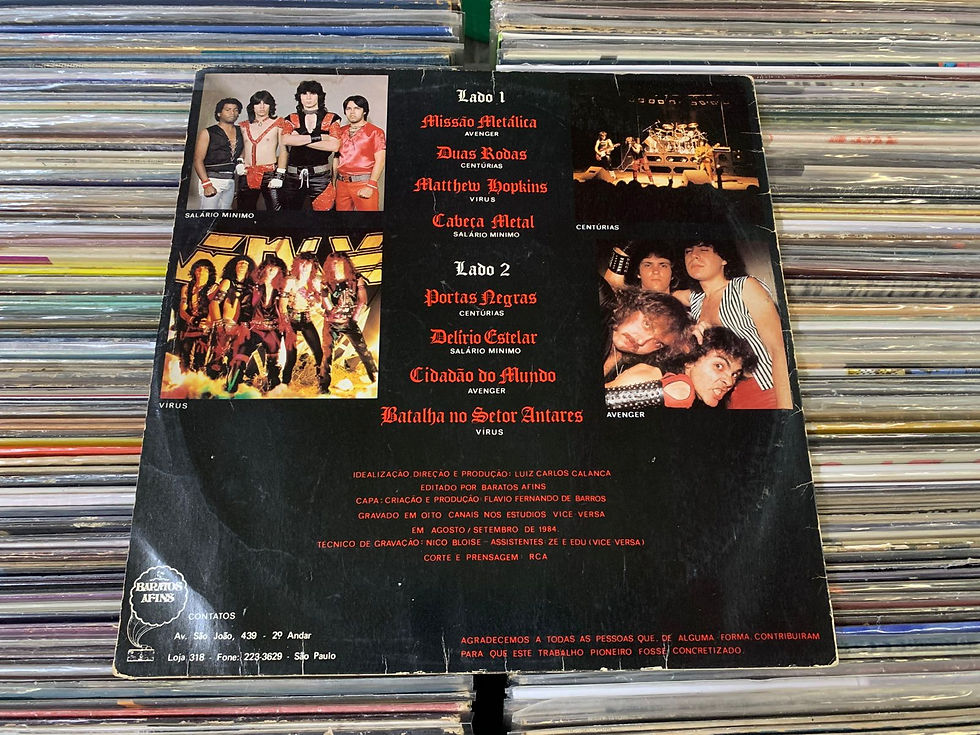 Lado 1
Missão Metálica
AVENGER
Duas Rodas
CENTÚRIAS
Matthew Hopkins
VIRUS
Cabeça Metal
SALÁRIO MINIMO
Lado 2
Portas Negras
CENTÚRIAS
Delírio Estelar
SALÁRIO MINIMO
Cidadão do Mundo
AVENGER
Batalha no Setor Antares
VÍRUS
SALÁRIO MINIMO
CENTÚRIAS
VÍRUS
AVENGER
IDEALIZAÇÃO, DIREÇÃO E PRODUÇÃO: LUIZ CARLOS CALANCA
EDITADO POR BARATOS AFINS
CAPA: CRIAÇÃO E PRODUÇÃO: FLAVIO FERNANDO DE BARROS
GRAVADO EM OITO CANAIS NOS ESTUDIOS VICE-VERSA
EM AGOSTO/SETEMBRO DE 1984.
TECNICO DE GRAVAÇÃO: NICO BLOISE - ASSISTENTES: ZE E EDU (VICE-VERSA)
CORTE E PRENSAGEM: RCA
BARATOS
AFINS
CONTATOS
Av. São João, 439 - 29 Andar
Loja 318 - Fone: 223-3629 - São Paulo
AGRADECEMOS A TODAS AS PESSOAS QUE, DE ALGUMA FORMA, CONTRIBUIRAM
PARA QUE ESTE TRABALHO PIONEIRO FOSSE CONCRETIZADO.